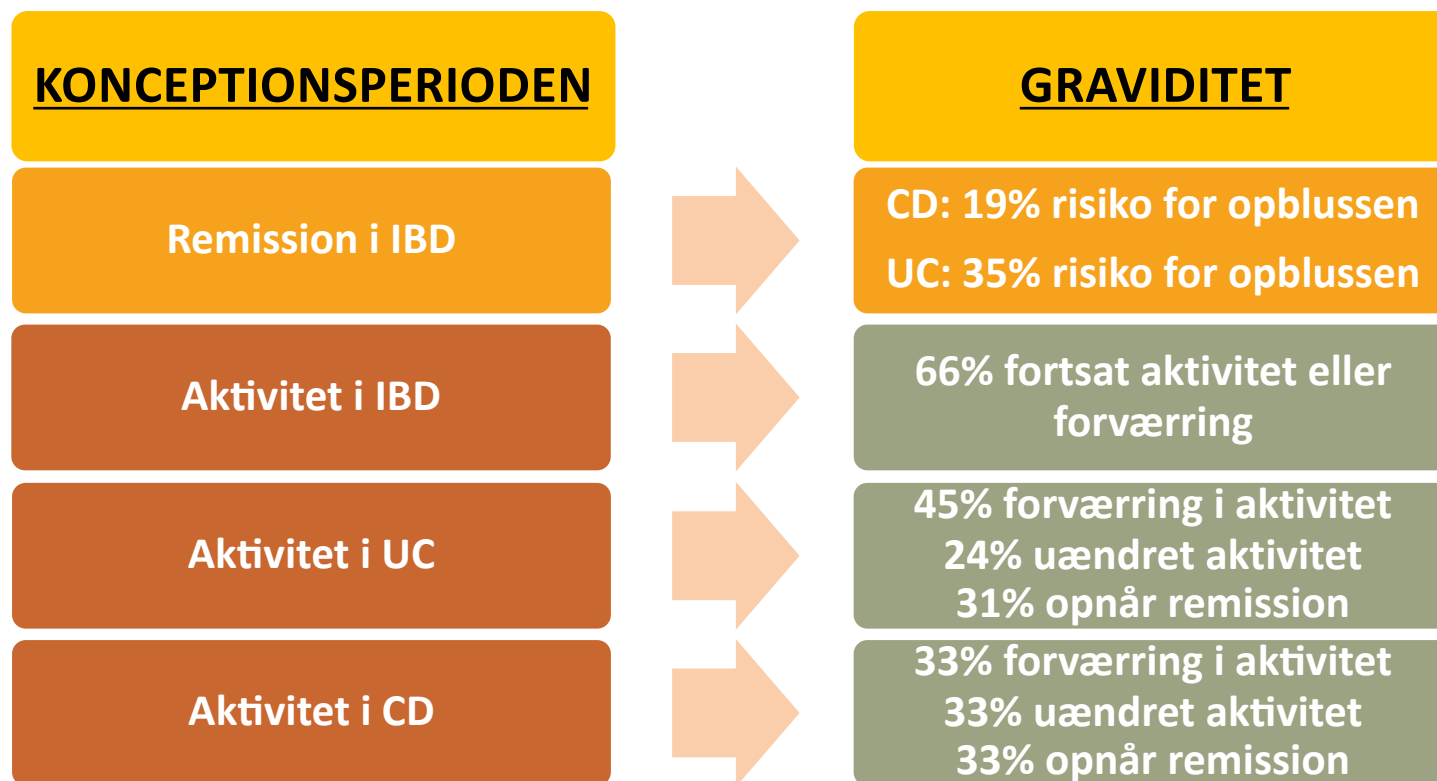 KONCEPTIONSPERIODEN
GRAVIDITET
Remission i IBD
CD: 19% risiko for opblussen
UC: 35% risiko for opblussen
Aktivitet i IBD
66% fortsat aktivitet eller
forværring
Aktivitet i UC
45% forværring i aktivitet
24% uændret aktivitet
31% opnår remission
Aktivitet i CD
33% forværring i aktivitet
33% uændret aktivitet
33% opnår remission